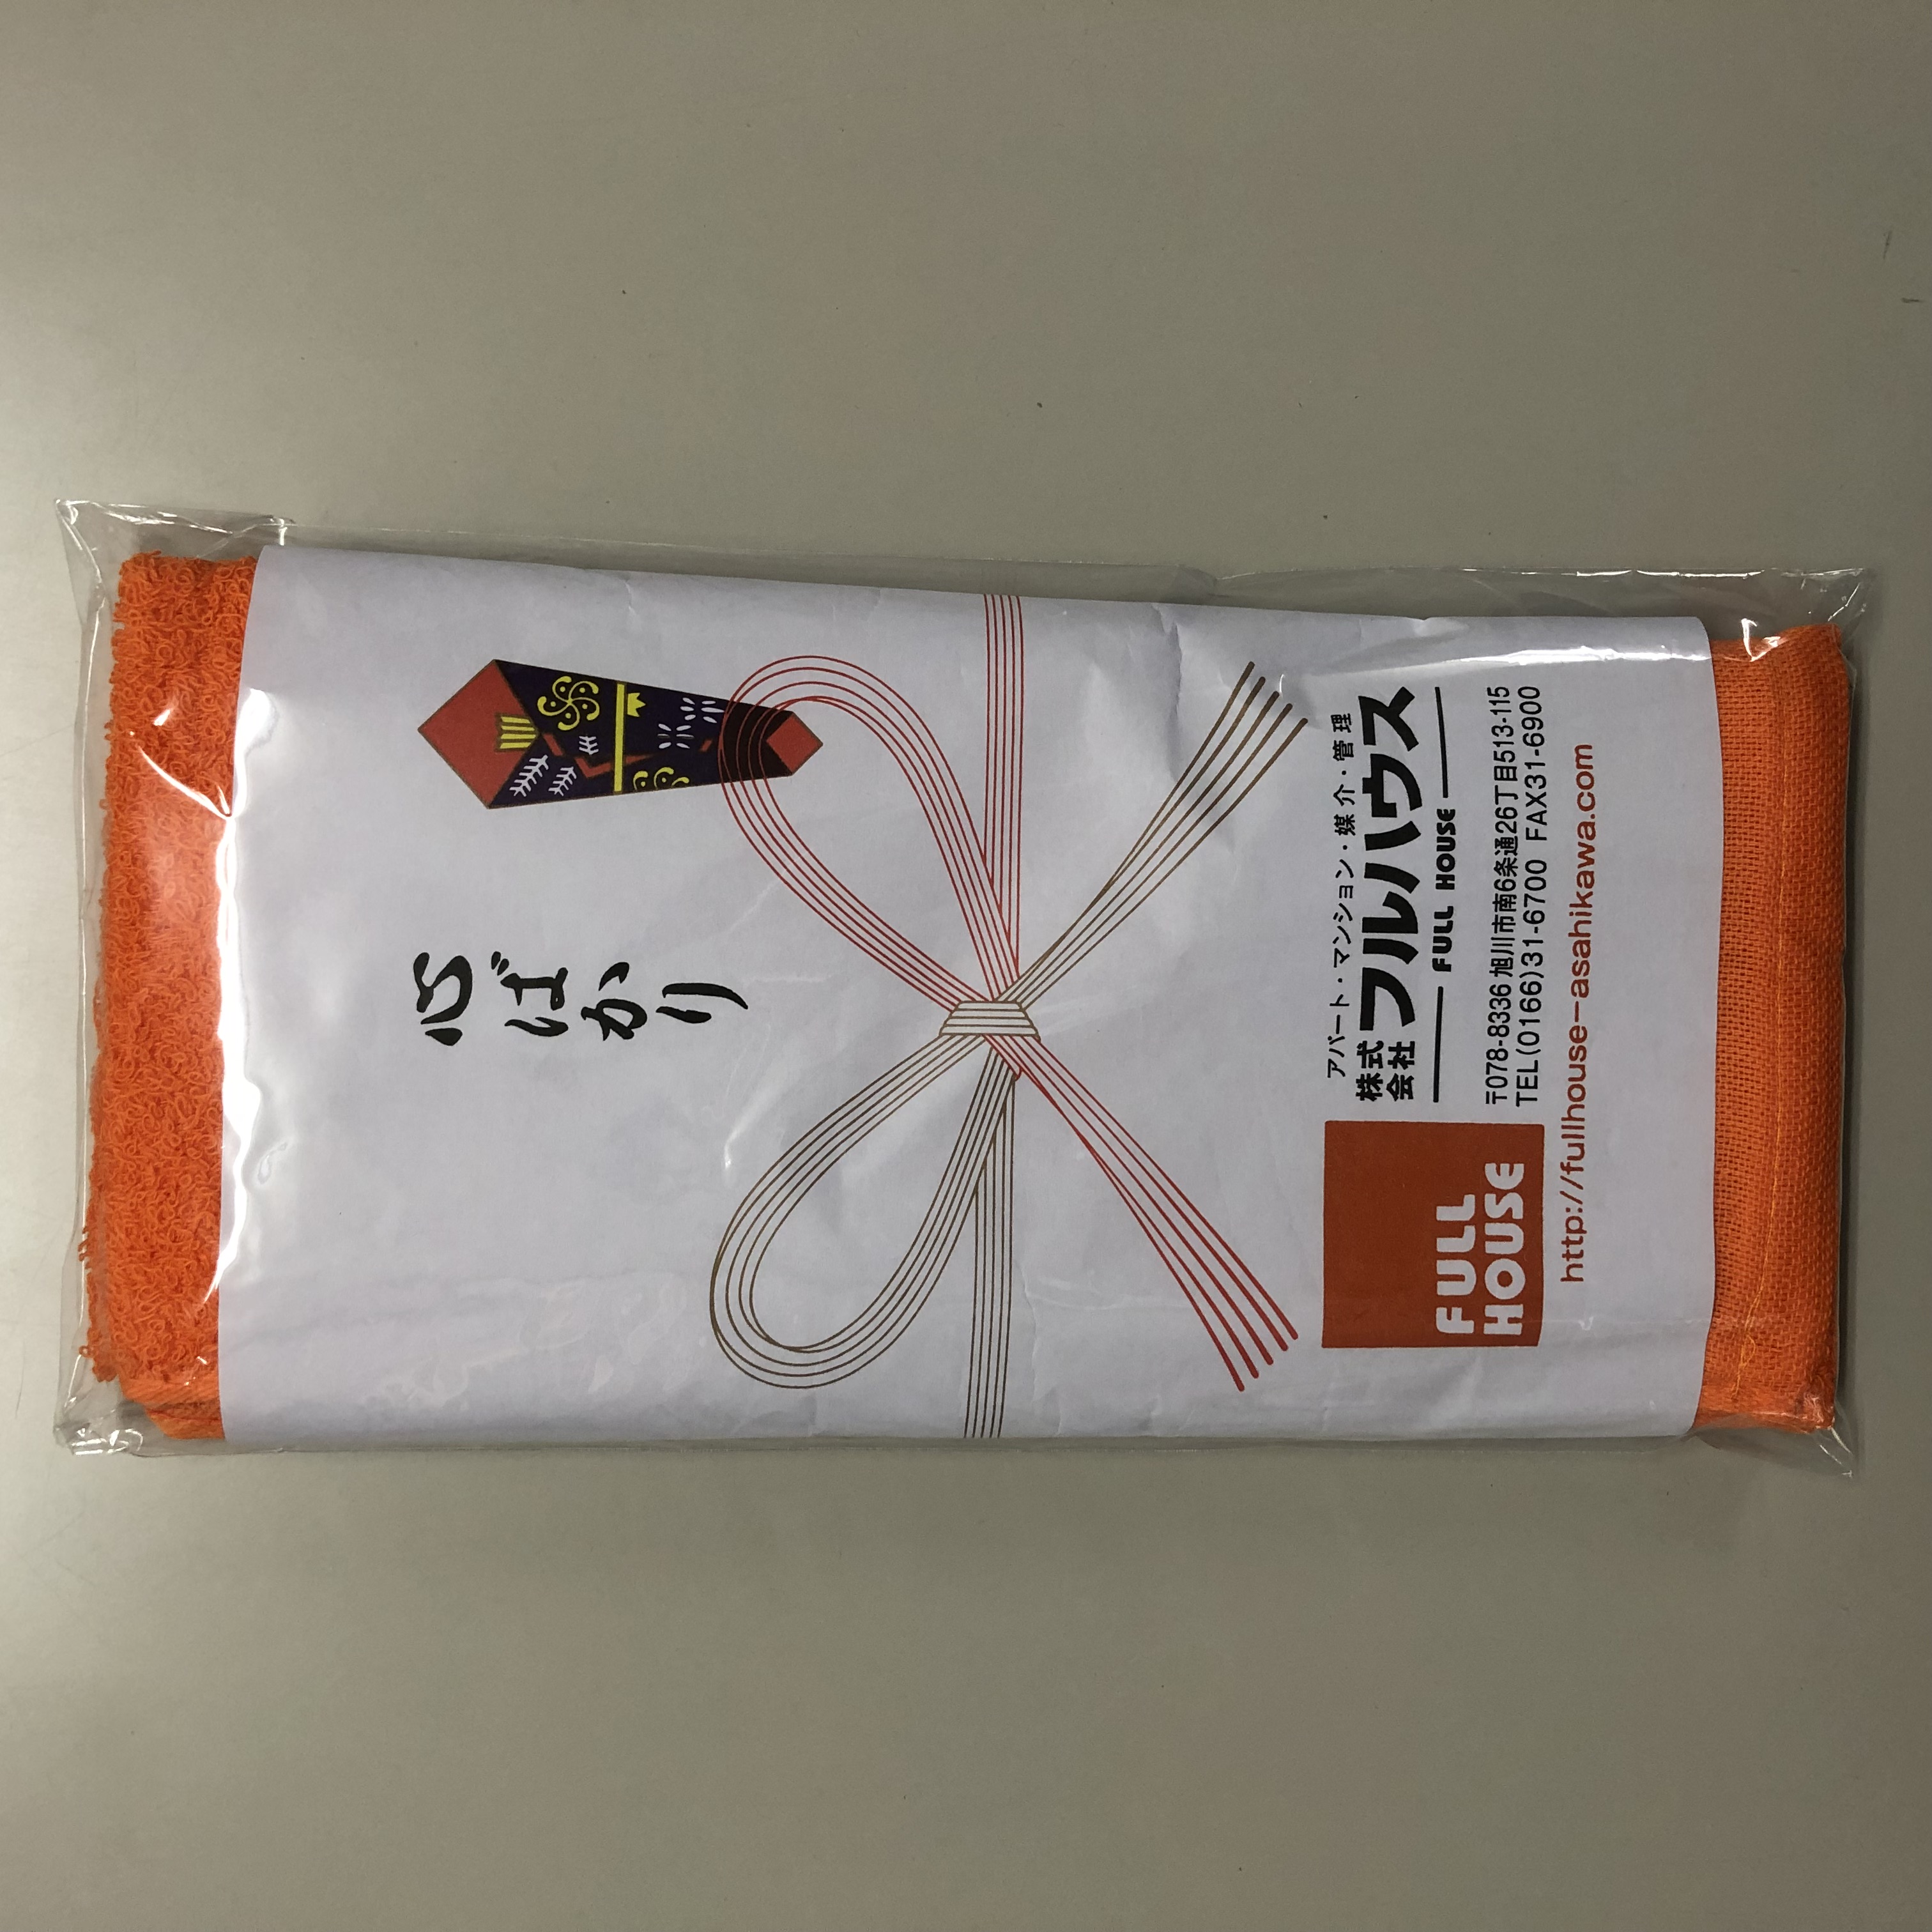 心ばかり
アパート・マンション・媒介・管理
株式会社 フルハウス
FULL HOUSE
FULL
HOUSE
〒078-8336 旭川市南6条通26丁目513-115
TEL(0166)31-6700 FAX31-6900
http://fullhouse-asahikawa.com